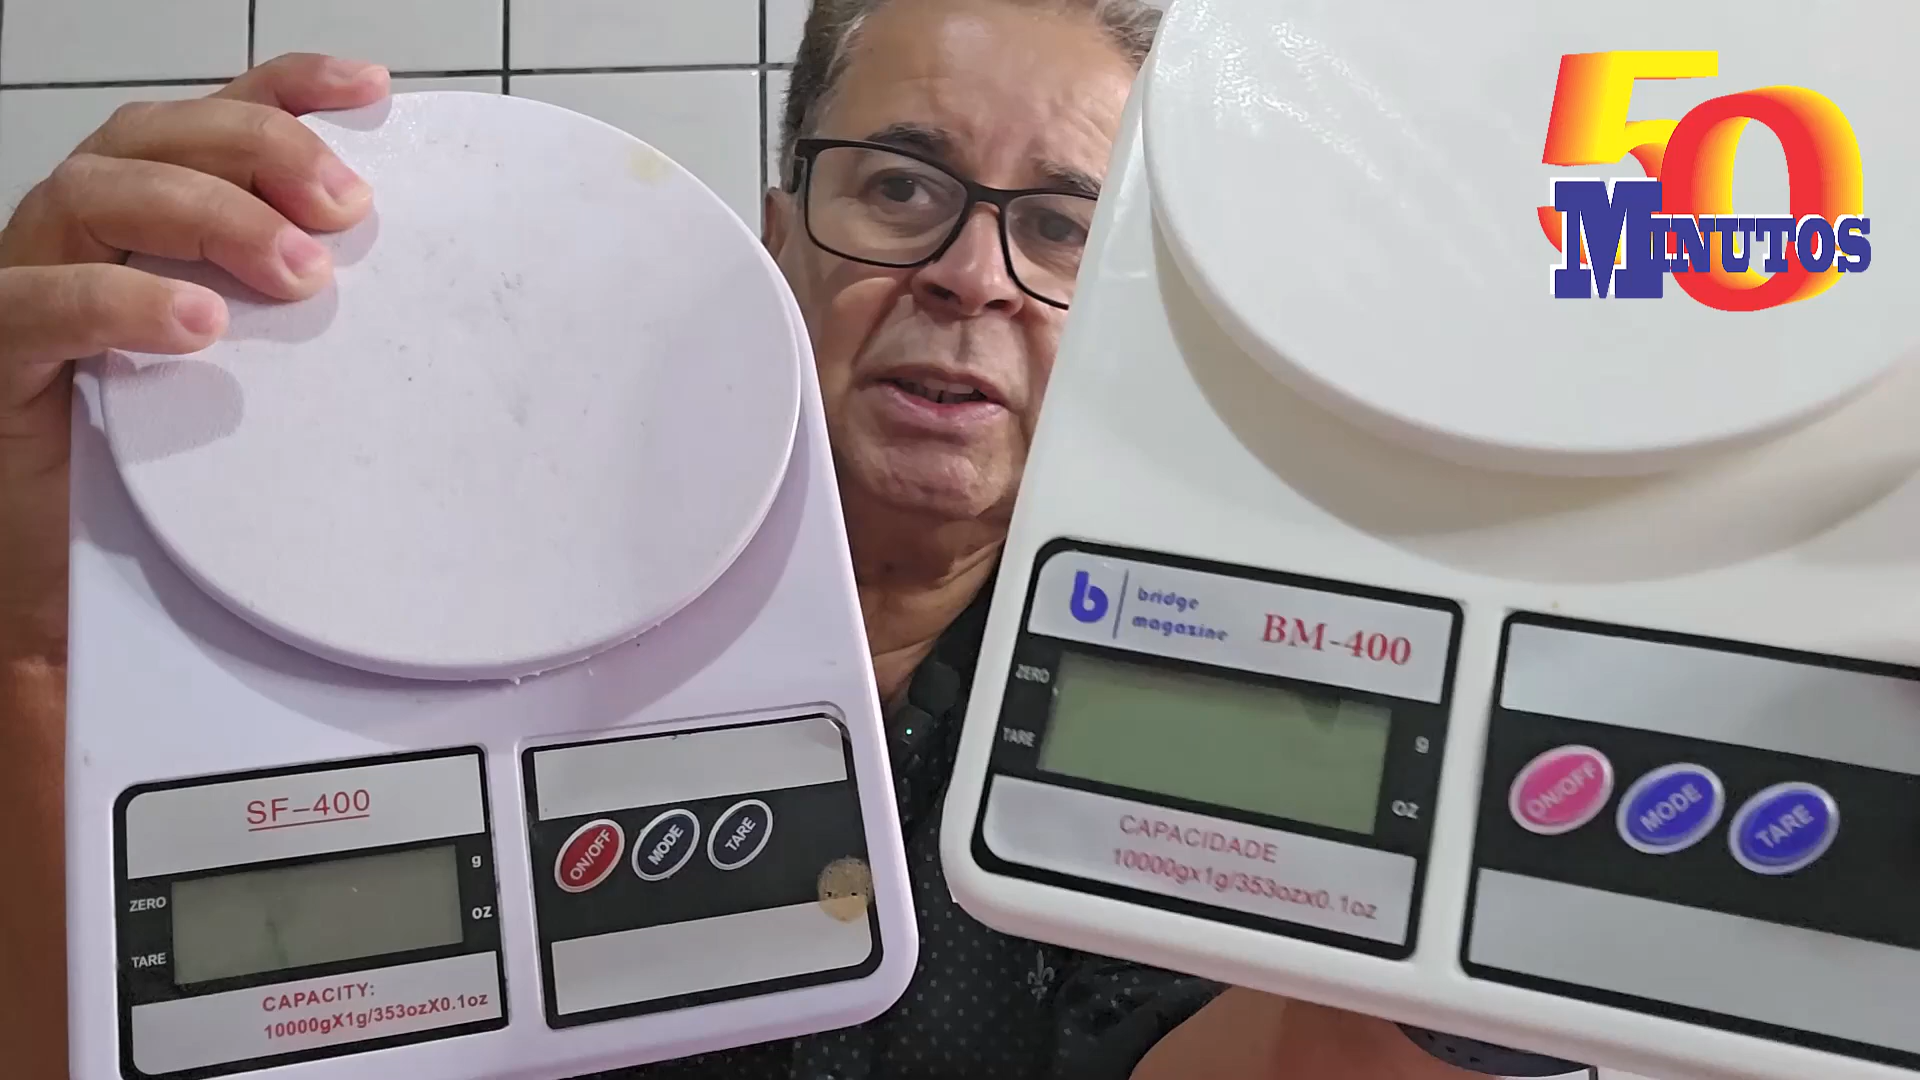 50
MINUTOS
bridge
magazine
BM-400
ZERO
TARE
g
oz
CAPACIDADE
10000gx1g/353ozx0.1oz
ON/OFF
MODE
TARE
SF-400
ZERO
TARE
g
oz
CAPACITY:
10000gX1g/353ozX0.1oz
ON/OFF
MODE
TARE